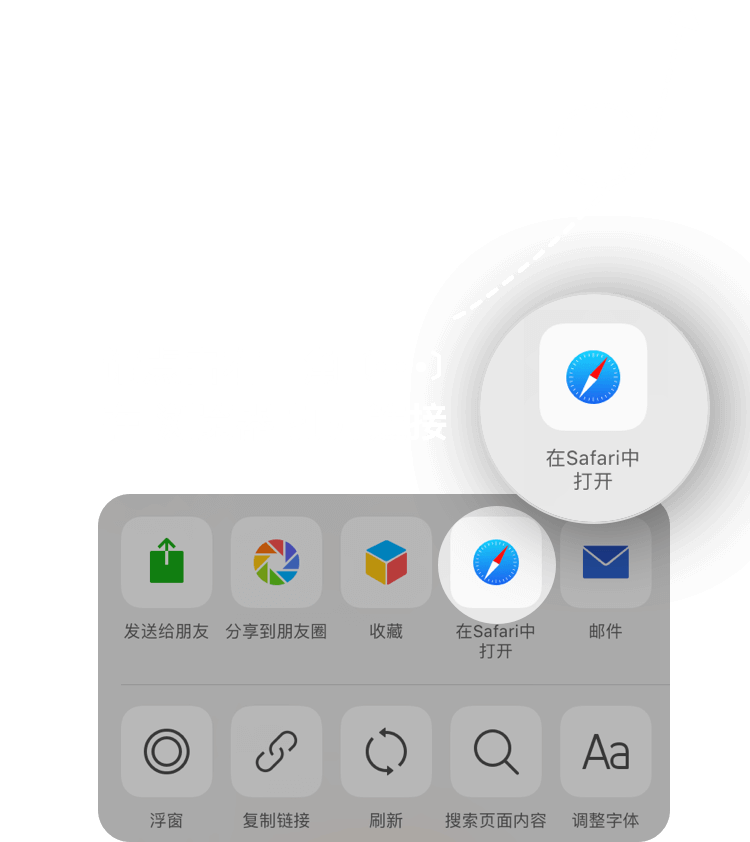 接
在Safari中
打开
发送给朋友
分享到朋友圈
收藏
在Safari中
打开
邮件
浮窗
复制链接
刷新
搜索页面内容
Aa
调整字体